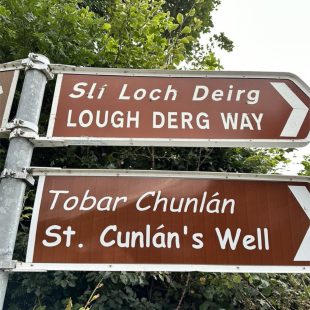 Slí Loch Deirg
LOUGH DERG WAY
Tobar Chunlán
St. Cunlán's Well